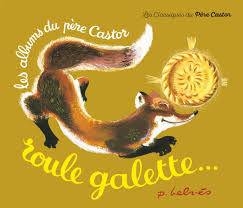 Les Classiques du Père Castor
les albums du père Castor
roule galette...
p. belvès